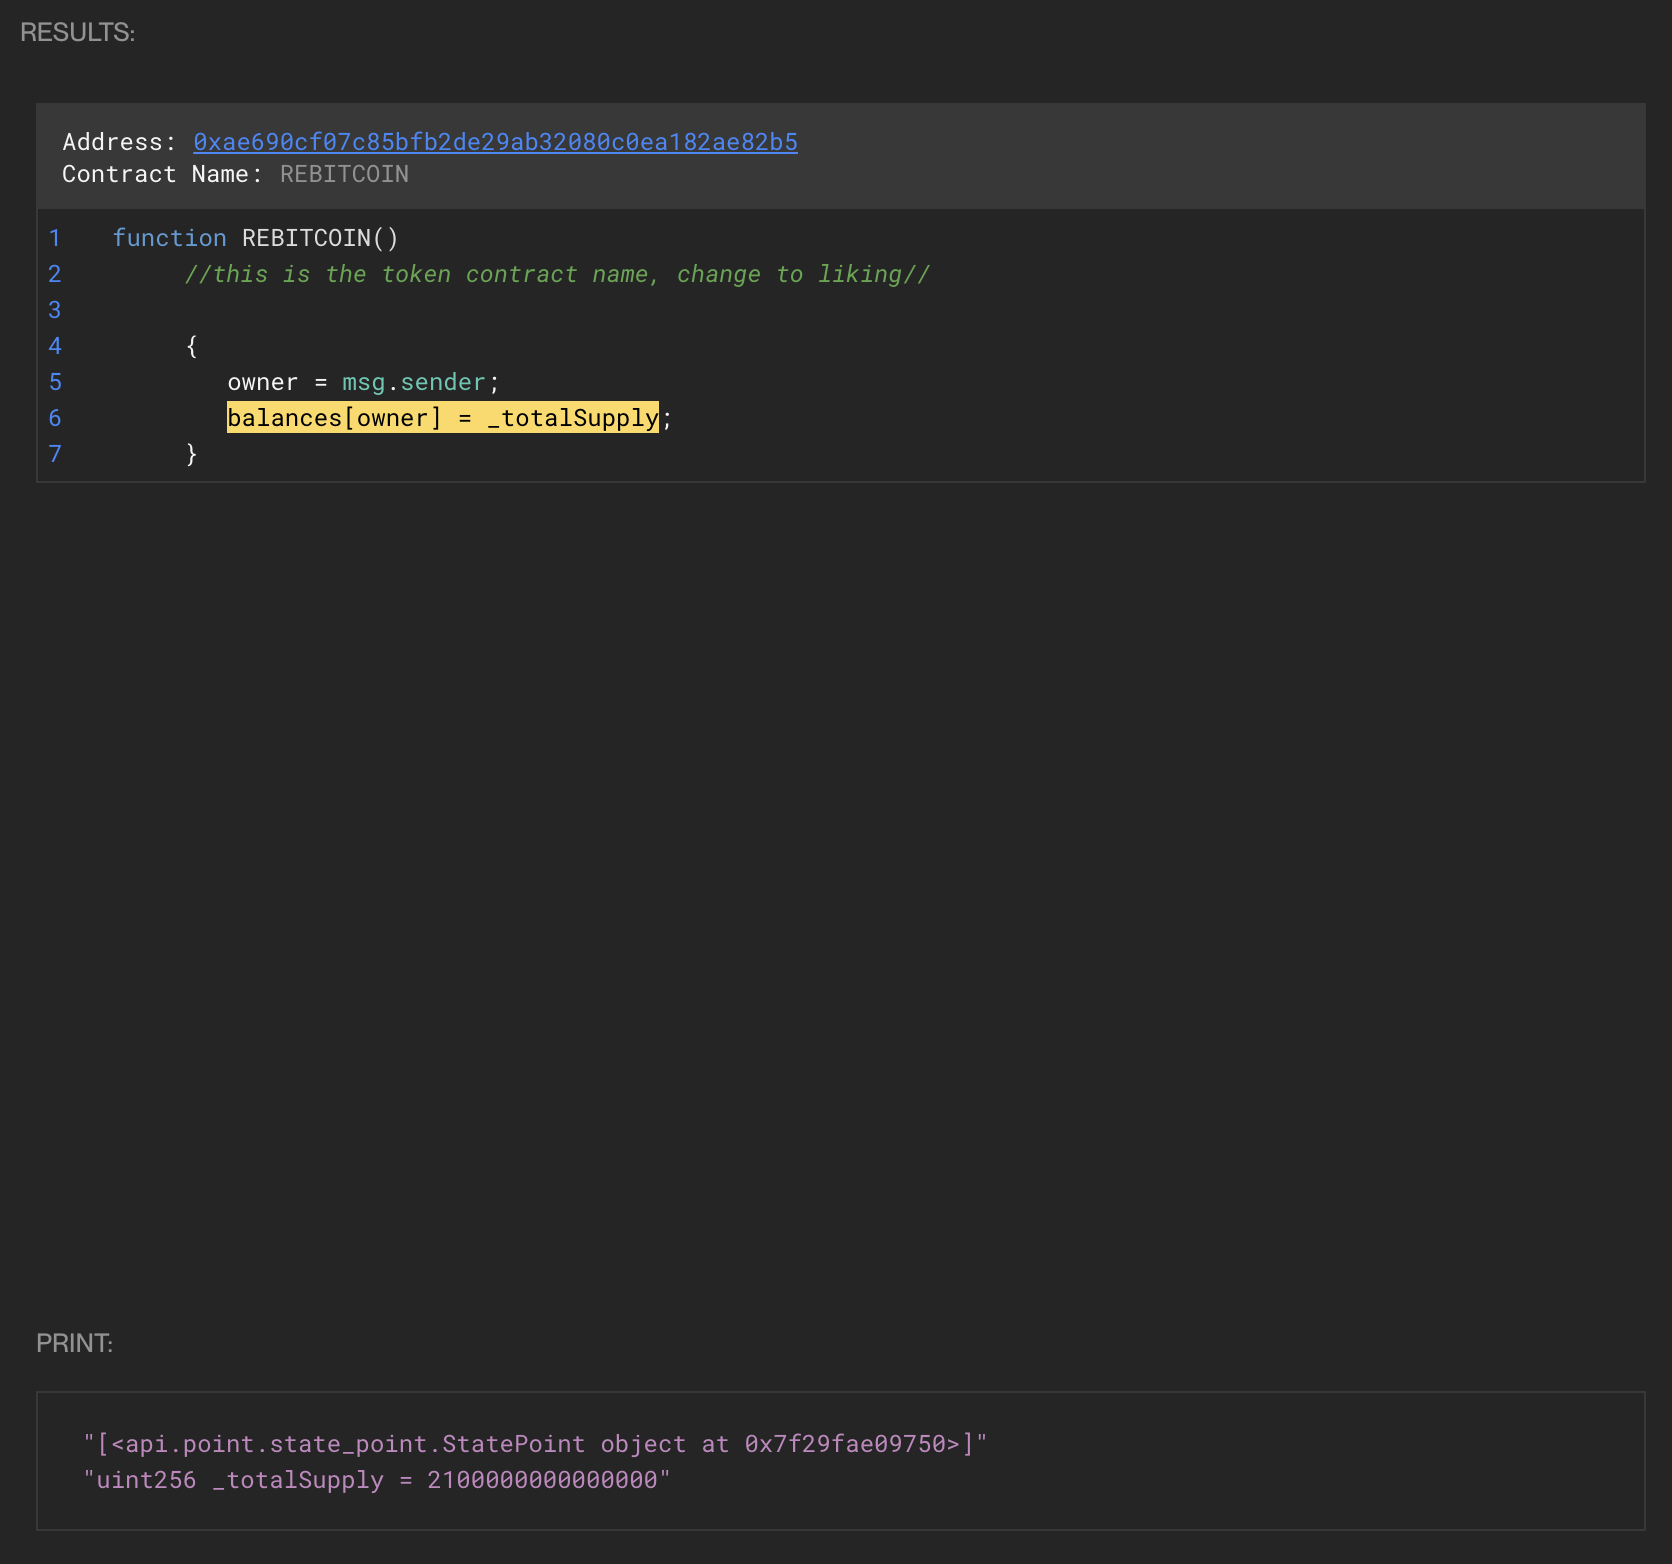 RESULTS:
Address: 0xae690cf07c85bfb2de29ab32080c0ea182ae82b5
Contract Name: REBITCOIN
1 function REBITCOIN()
2 //this is the token contract name, change to liking//
3
4 {
5 owner = msg.sender;
6 balances[owner] = _totalSupply;
7 }
PRINT:
"[<api.point.state_point.StatePoint object at 0x7f29fae09750>]"
"uint256 _totalSupply = 2100000000000000"